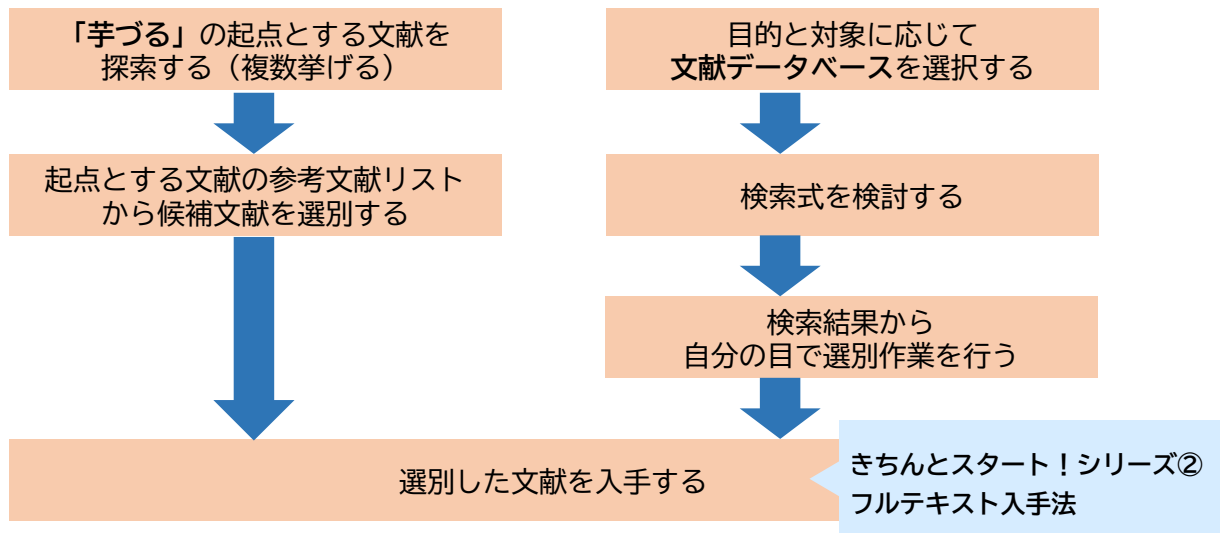 「芋づる」の起点とする文献を
探索する（複数挙げる）
起点とする文献の参考文献リスト
から候補文献を選別する
目的と対象に応じて
文献データベースを選択する
検索式を検討する
検索結果から
自分の目で選別作業を行う
選別した文献を入手する
きちんとスタート！シリーズ②
フルテキスト入手法